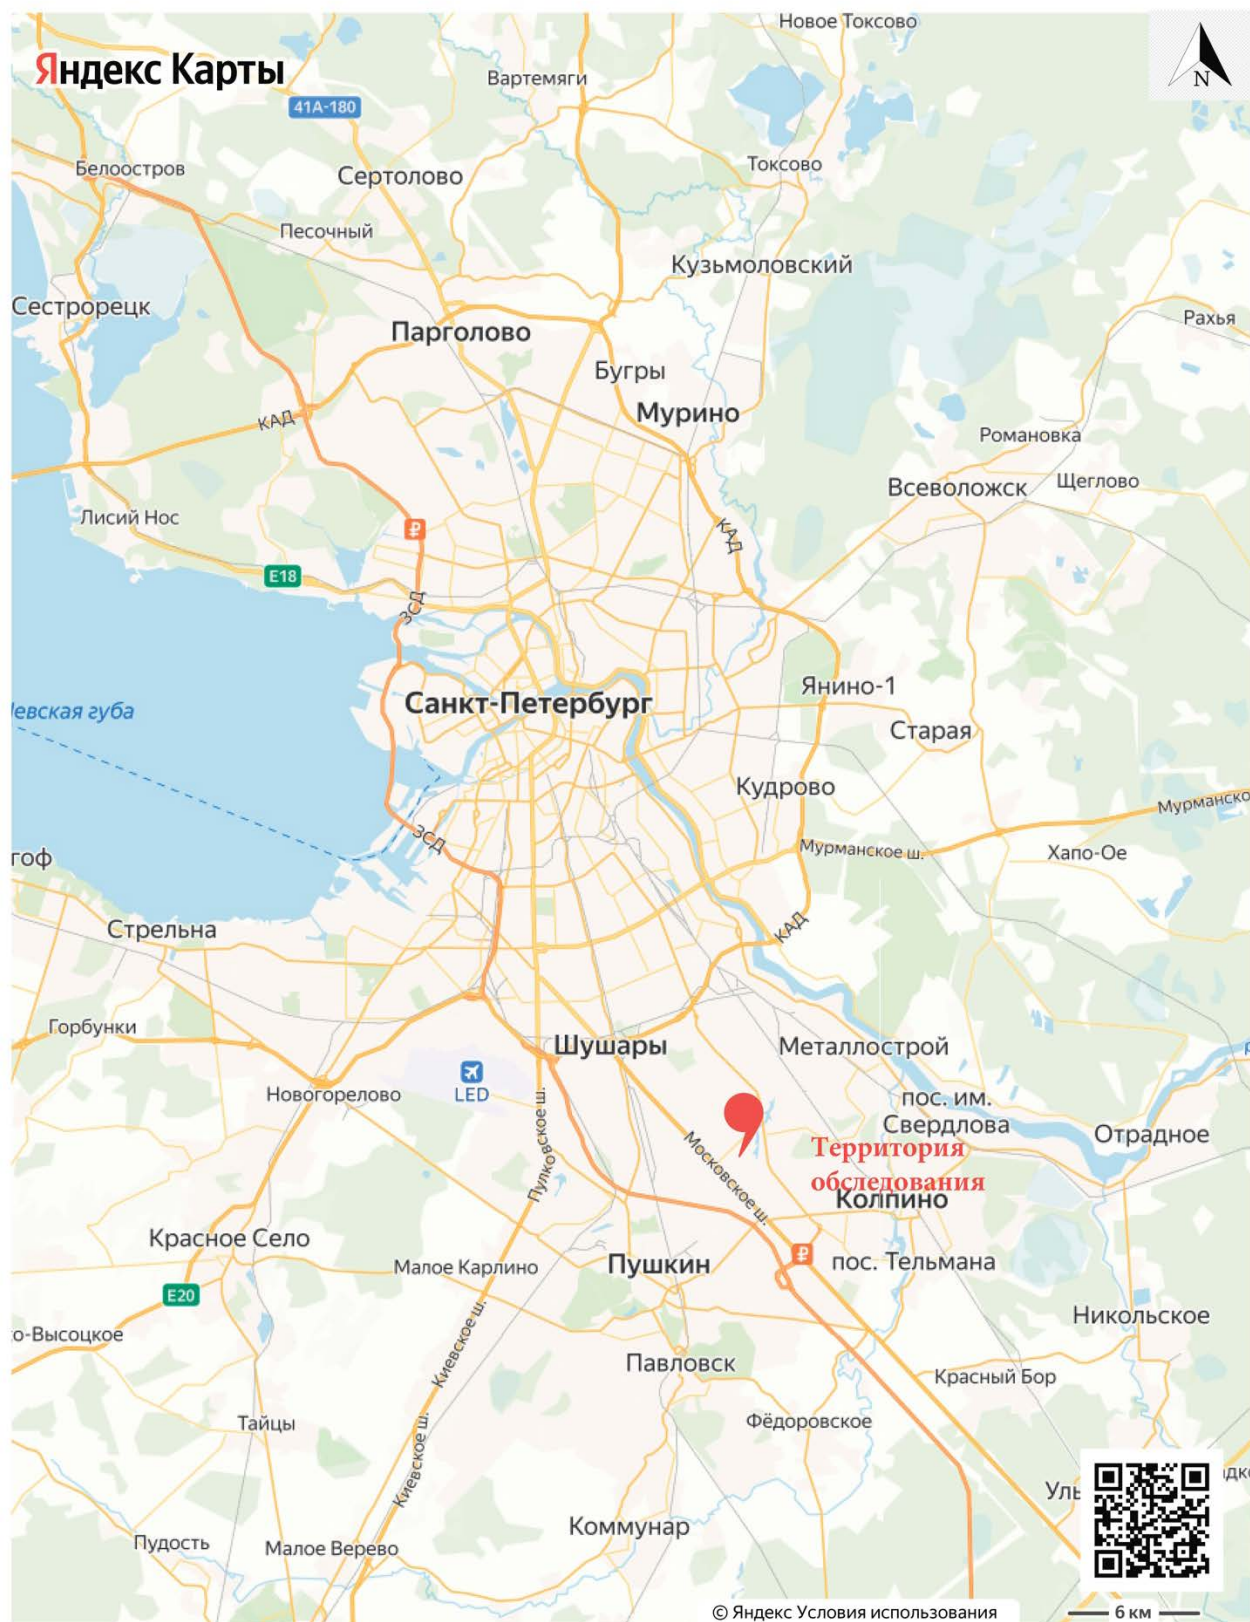 Новое Токсово
Яндекс Карты
Вартемяги
N
41А-180
Белоостров
Сертолово
Токсово
Песочный
Кузьмоловский
Сестрорецк
Парголово
Рахья
Бугры
Мурино
КАД
Романовка
Всеволожск
Щеглово
Лисий Нос
КАД
E18
ЗСД
Янино-1
Санкт-Петербург
евская губа
Старая
Кудрово
Мурманско
ЗСД
Мурманское ш.
Хапо-Ое
гоф
Стрельна
КАД
Горбунки
Шушары
Металлострой
Новогорелово
LED
пос. им.
Свердлова
Пулковское ш.
Московское ш.
Отрадное
Территория
обследования
Колпино
Красное Село
Малое Карлино
Пушкин
пос. Тельмана
E20
Никольское
о-Высоцкое
Киевское ш.
Павловск
Красный Бор
Тайцы
Фёдоровское
Киевское ш.
Уль
Коммунар
Пудость
Малое Верево
© Яндекс Условия использования
6 км